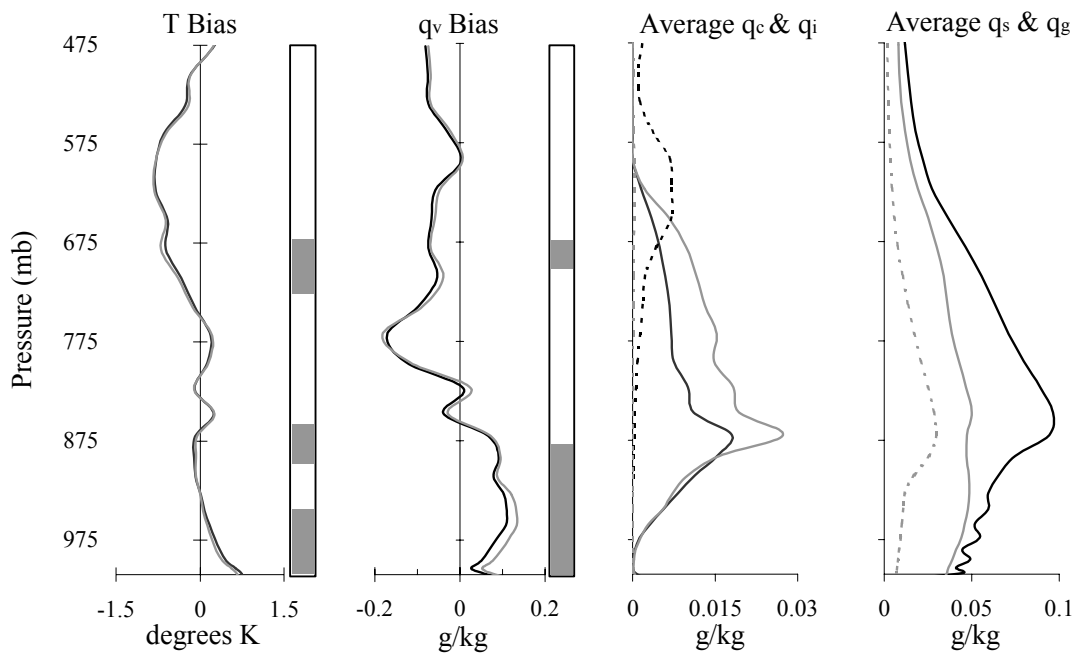 T Bias qv Bias Average qc & qi Average qs & qg
475
575
675
775
875
975
Pressure (mb)
-1.5 0 1.5 -0.2 0 0.2 0 0.015 0.03 0 0.05 0.1
degrees K g/kg g/kg g/kg